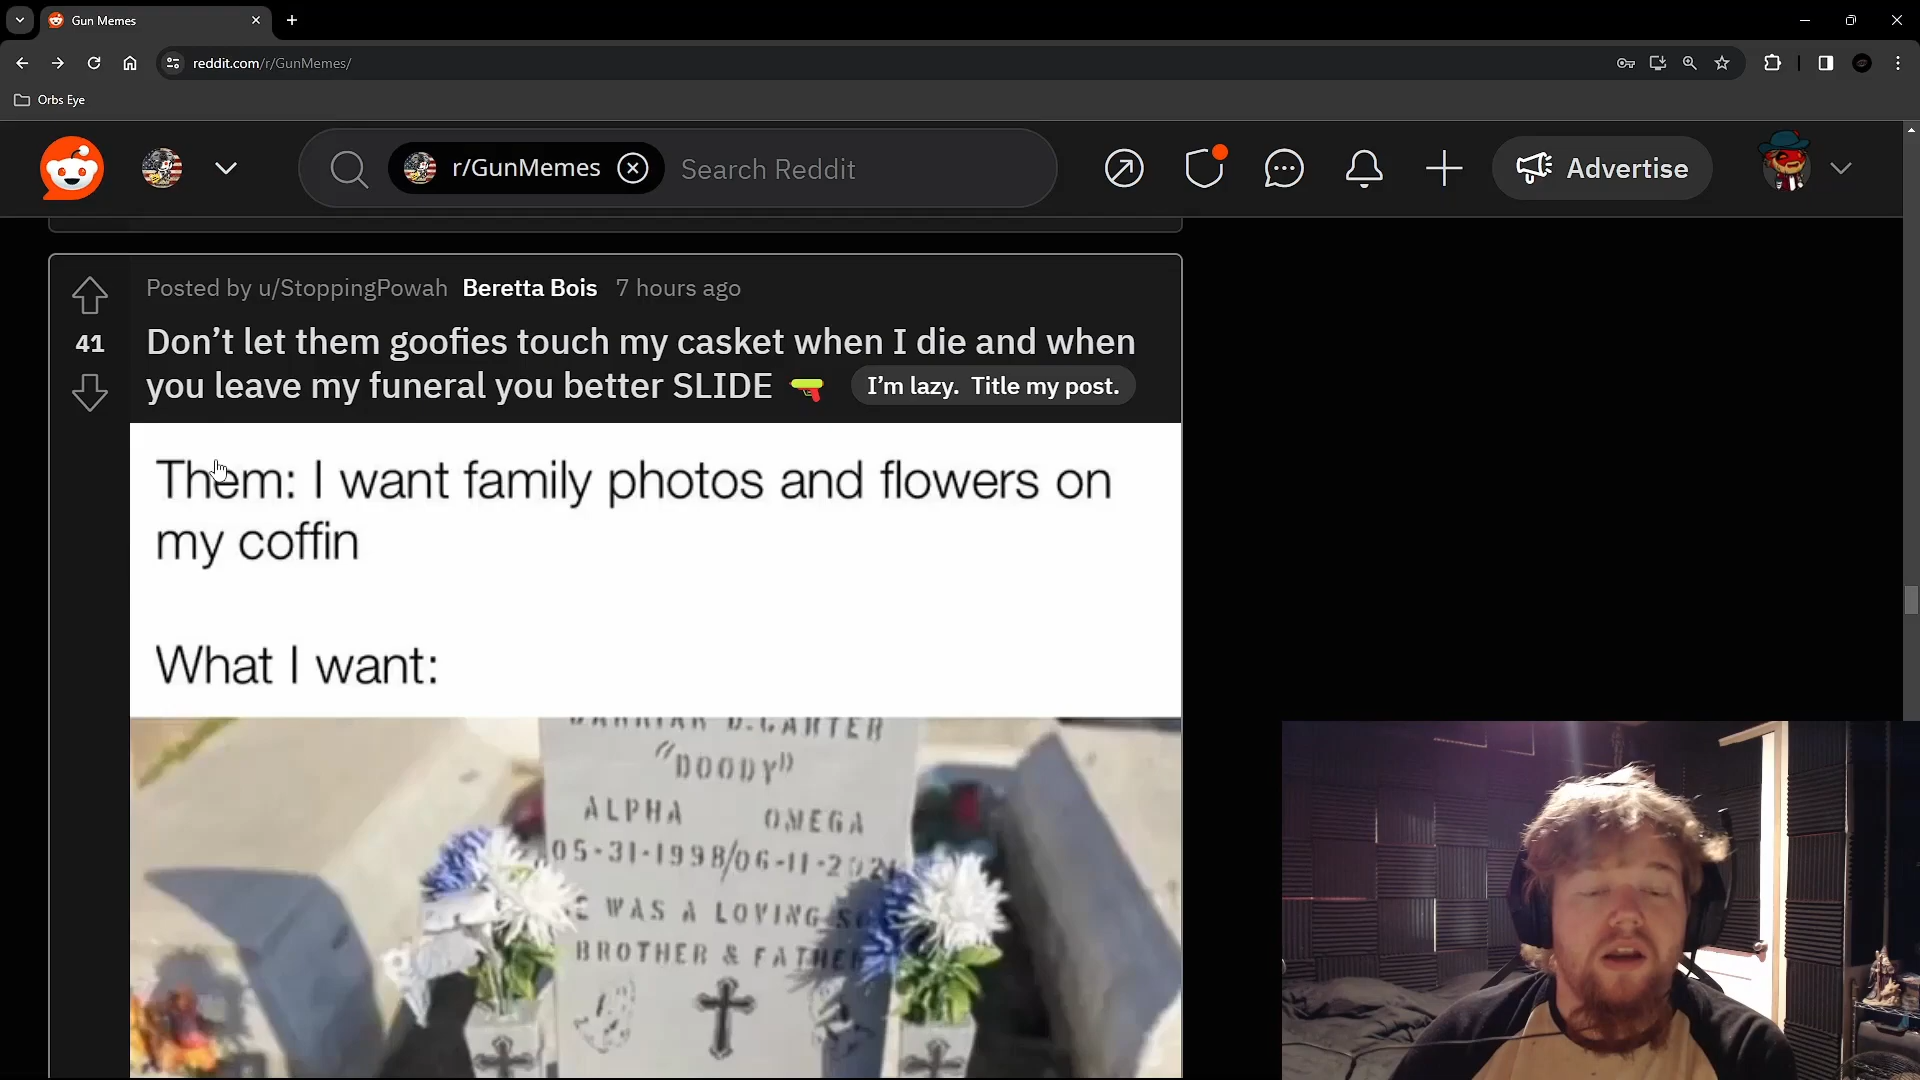 Gun Memes
reddit.com/r/GunMemes/
Orbs Eye
r/GunMemes
Search Reddit
Advertise
Posted by u/StoppingPowah Beretta Bois 7 hours ago
41
Don't let them goofies touch my casket when I die and when
you leave my funeral you better SLIDE
I'm lazy. Title my post.
Them: I want family photos and flowers on
my coffin
What I want:
D. CARTER
"DOODY"
ALPHA OMEGA
05-31-1998/06-11-2021
WAS A LOVING
BROTHER & FATHER